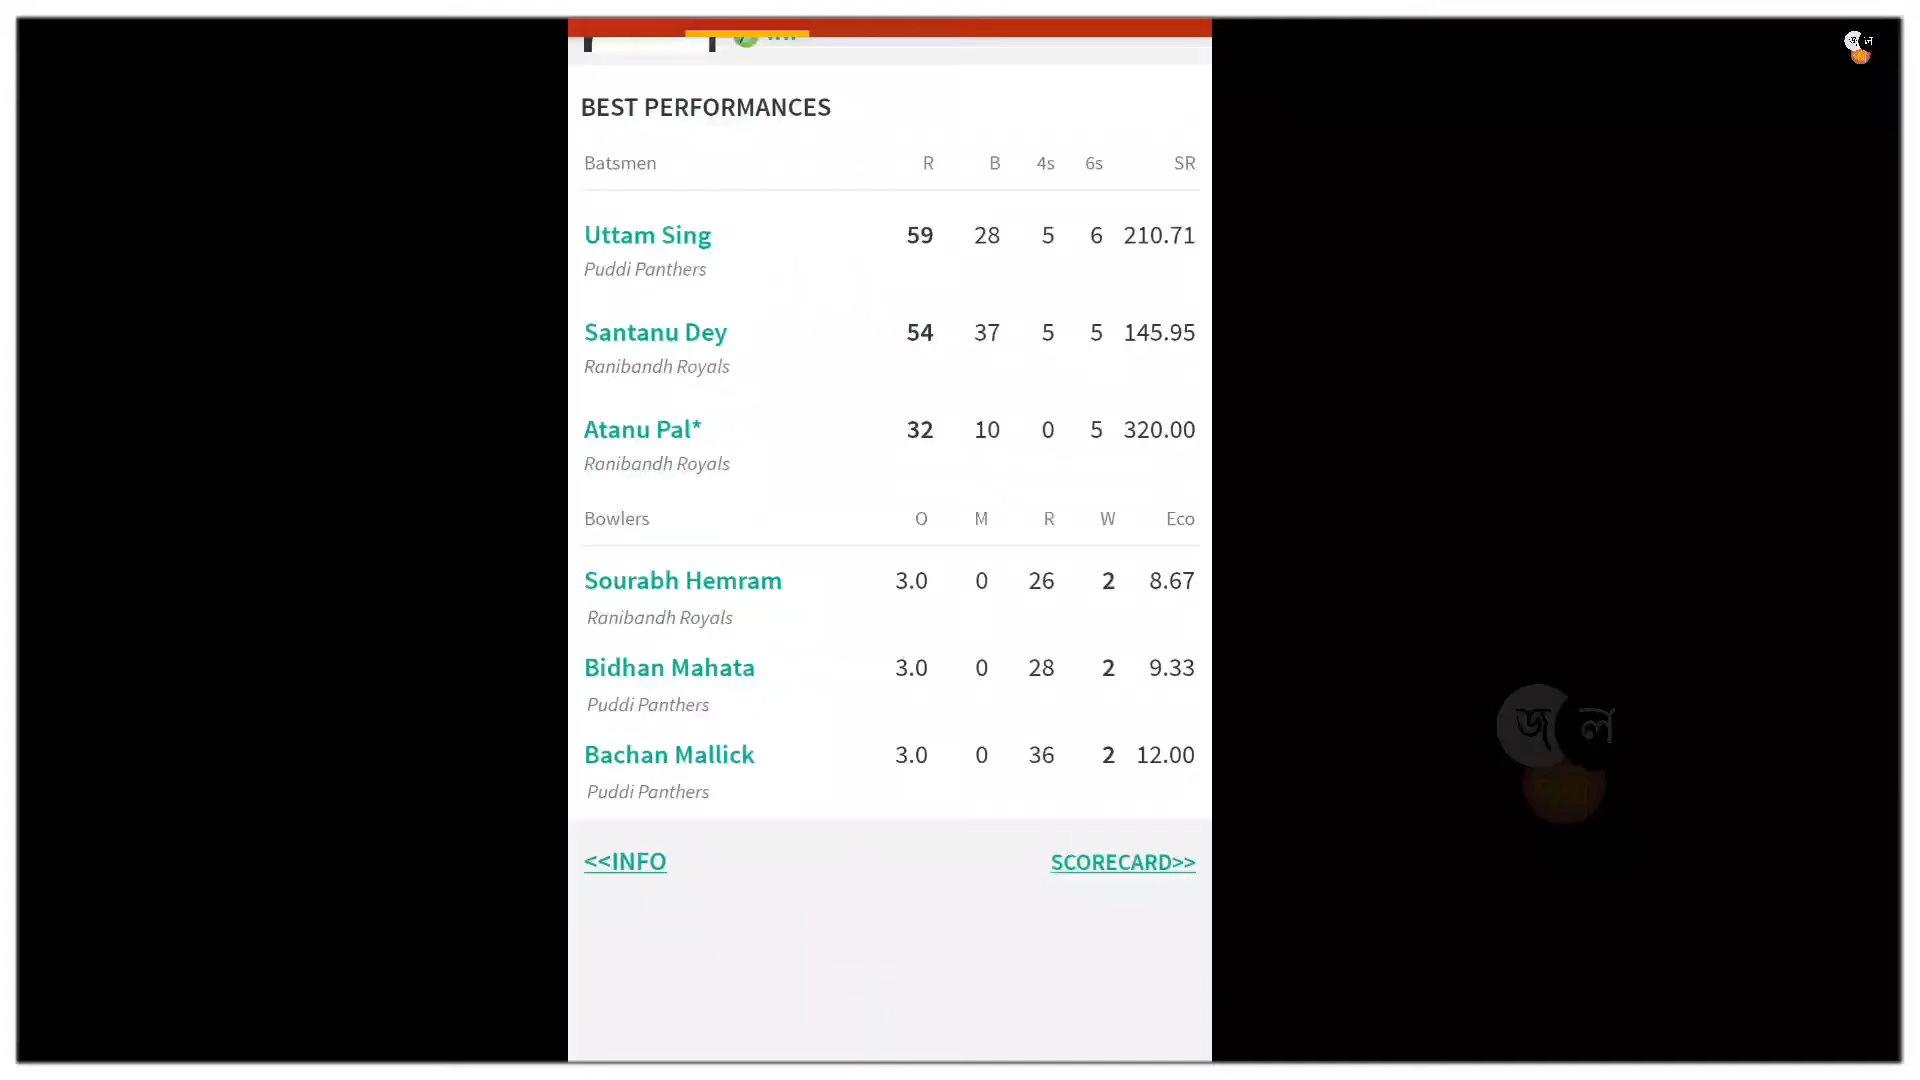 BEST PERFORMANCES
Batsmen R B 4s 6s SR
Uttam Sing 59 28 5 6 210.71
Puddi Panthers
Santanu Dey 54 37 5 5 145.95
Ranibandh Royals
Atanu Pal* 32 10 0 5 320.00
Ranibandh Royals
Bowlers O M R W Eco
Sourabh Hemram 3.0 0 26 2 8.67
Ranibandh Royals
Bidhan Mahata 3.0 0 28 2 9.33
Puddi Panthers
Bachan Mallick 3.0 0 36 2 12.00
Puddi Panthers
<<INFO SCORECARD>>